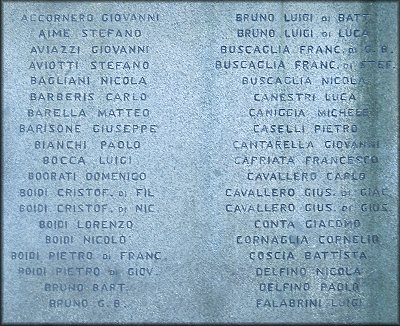 ACCORNERO GIOVANNI
AIME STEFANO
AVIAZZI GIOVANNI
AVIOTTI STEFANO
BAGLIANI NICOLA
BARBERIS CARLO
BARELLA MATTEO
BARISONE GIUSEPPE
BIANCHI PAOLO
BOCCA LUIGI
BOORATI DOMENICO
BOIDI CRISTOF. DI FIL
BOIDI CRISTOF. DI NIC
BOIDI LORENZO
BOIDI NICOLO'
BOIDI PIETRO DI FRANC.
BOIDI PIETRO DI GIOV.
BRUNO BATT.
BRUNO G.B.
BRUNO LUIGI DI BATT.
BRUNO LUIGI DI LUCA
BUSCAGLIA FRANC. DI G.B.
BUSCAGLIA FRANC. DI STEF.
BUSCAGLIA NICOLA
CANESTRI LUCA
CANIGGIA MICHELE
CASELLI PIETRO
CANTARELLA GIOVANNI
CAPRIATA FRANCESCO
CAVALLERO CARLO
CAVALLERO GIUS. DI GIAC.
CAVALLERO GIUS. DI GIUS.
CONTA GIACOMO
CORNAGLIA CORNELIO
COSCIA BATTISTA
DELFINO NICOLA
DELFINO PAOLO
FALABRINI LUIGI